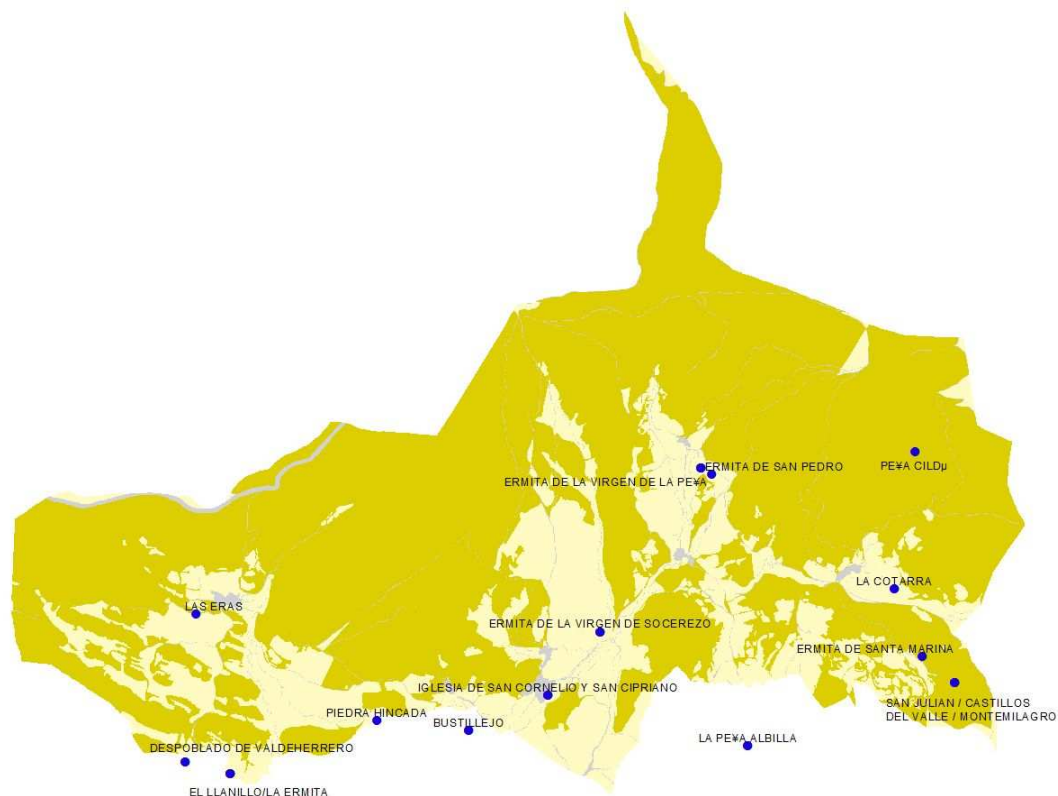 ERMITA DE SAN PEDRO
PE¥A CILDµ
ERMITA DE LA VIRGEN DE LA PE¥A
LA COTARRA
LAS ERAS
ERMITA DE LA VIRGEN DE SOCEREZO
ERMITA DE SANTA MARINA
IGLESIA DE SAN CORNELIO Y SAN CIPRIANO
SAN JULIAN / CASTILLOS
DEL VALLE / MONTEMILAGRO
PIEDRA HINCADA
BUSTILLEJO
LA PE¥A ALBILLA
DESPOBLADO DE VALDEHERRERO
EL LLANILLO/LA ERMITA